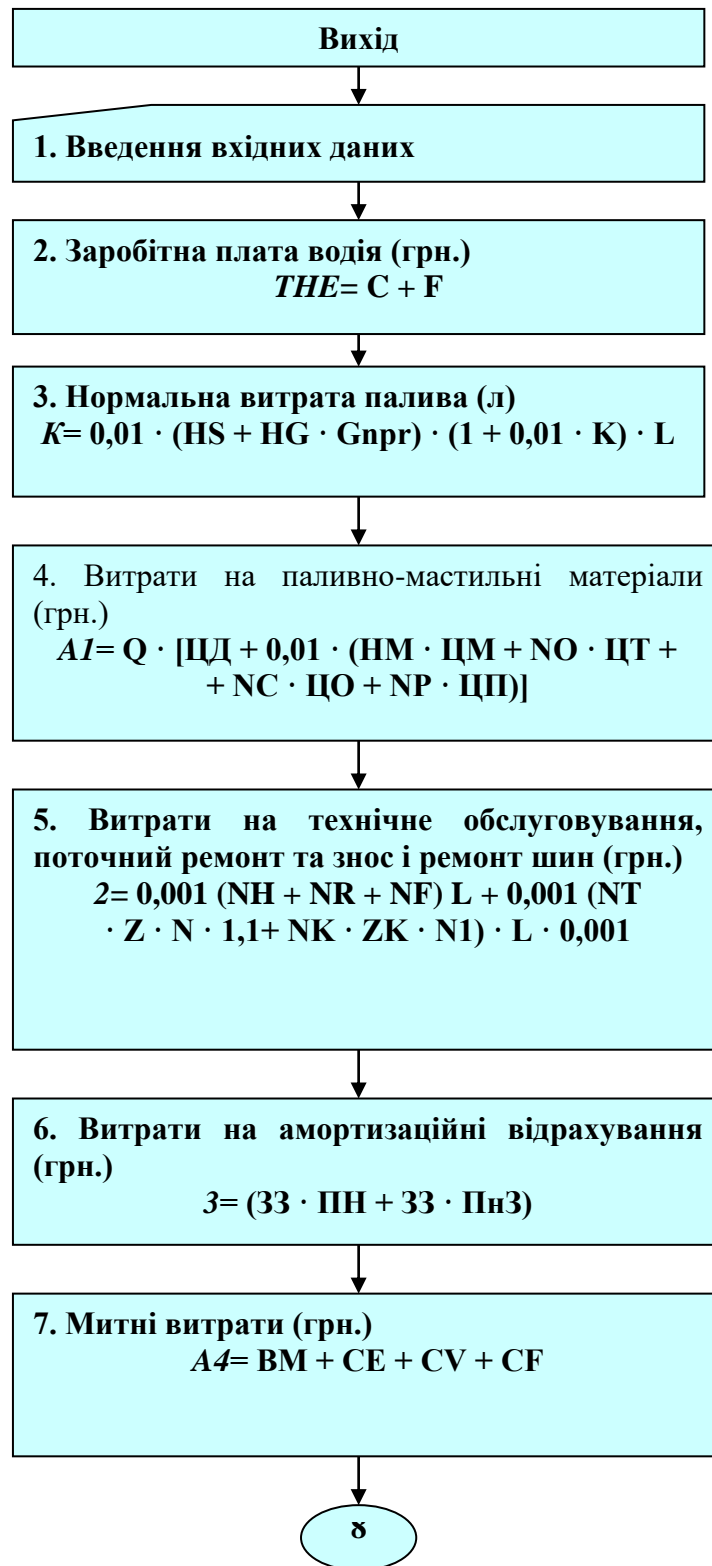 Вихід
1. Введення вхідних даних
2. Заробітна плата водія (грн.)
THE= C + F
3. Нормальна витрата палива (л)
К= 0,01 · (HS + HG · Gnpr) · (1 + 0,01 · K) · L
4. Витрати на паливно-мастильні матеріали
(грн.)
A1= Q · [ЦД + 0,01 · (НМ · ЦМ + NO · ЦТ +
+ NC · ЦО + NP · ЦП)]
5. Витрати на технічне обслуговування,
поточний ремонт та знос і ремонт шин (грн.)
2= 0,001 (NH + NR + NF) L + 0,001 (NT
· Z · N · 1,1+ NK · ZK · N1) · L · 0,001
6. Витрати на амортизаційні відрахування
(грн.)
3= (ЗЗ · ПН + ЗЗ · ПнЗ)
7. Митні витрати (грн.)
A4= BM + CE + CV + CF